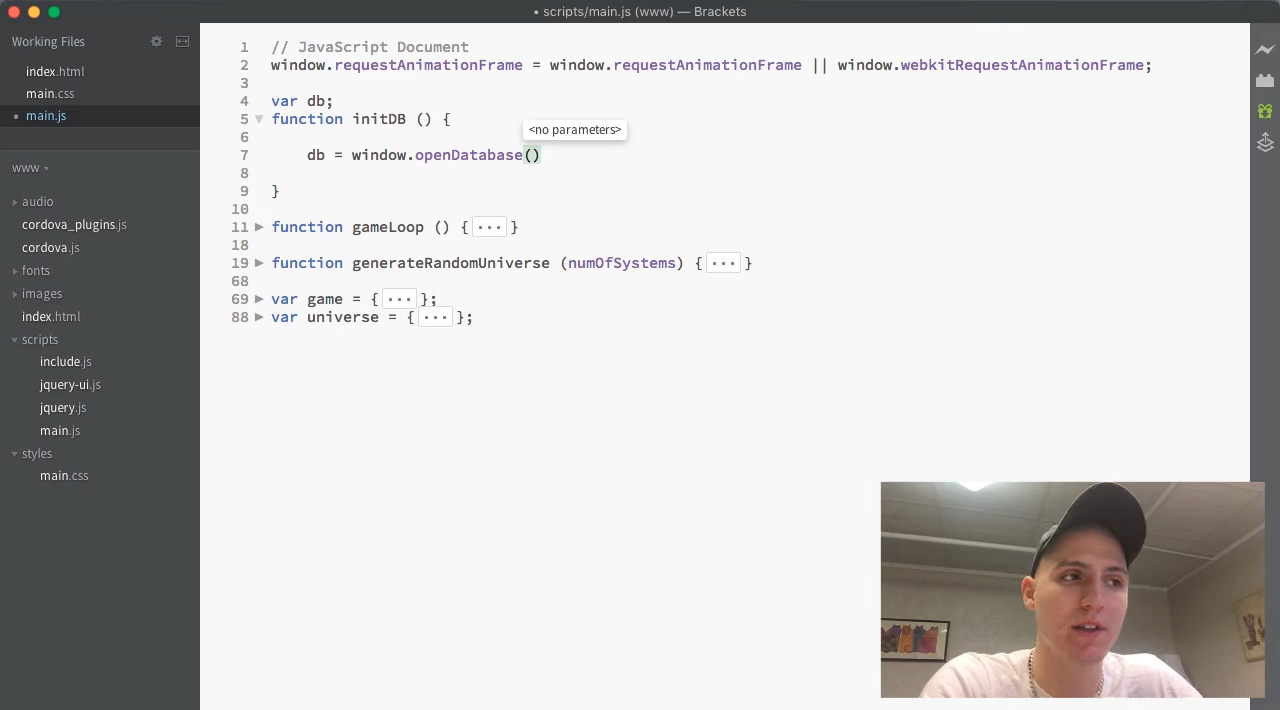 • scripts/main.js (www) — Brackets
Working Files
index.html
main.css
• main.js
www
audio
cordova_plugins.js
cordova.js
fonts
images
index.html
scripts
include.js
jquery-ui.js
jquery.js
main.js
styles
main.css
1 // JavaScript Document
2 window.requestAnimationFrame = window.requestAnimationFrame || window.webkitRequestAnimationFrame;
3
4 var db;
5 function initDB () {
<no parameters>
6
7 db = window.openDatabase()
8
9 }
10
11 function gameLoop () {...}
18
19 function generateRandomUniverse (numOfSystems) {...}
68
69 var game = {...};
88 var universe = {...};